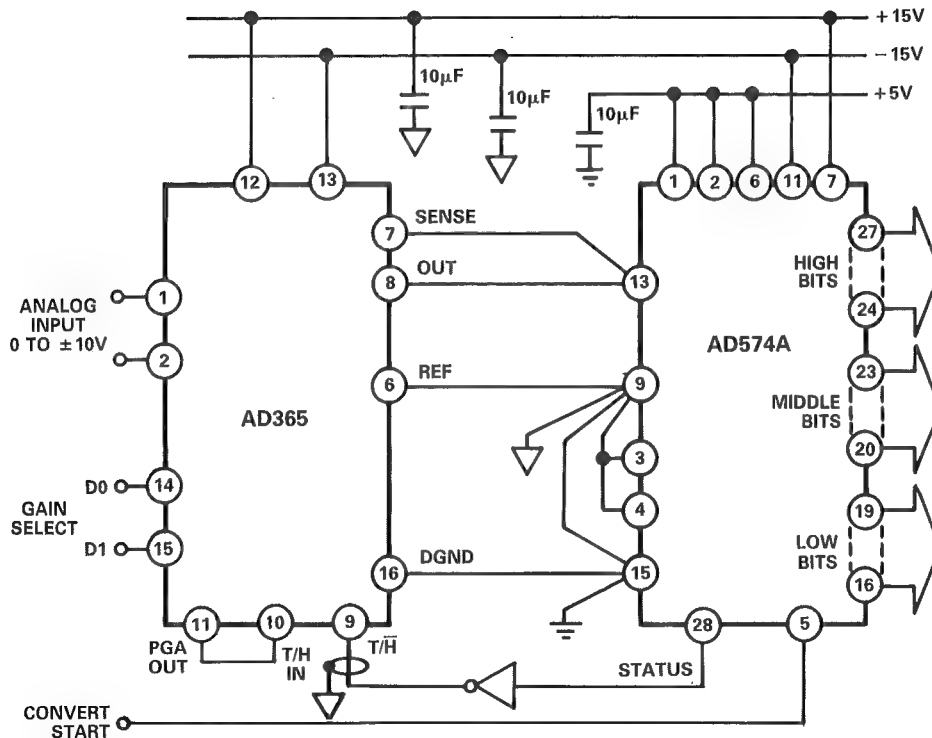 +15V
−15V
+5V
10μF
10μF
10μF
12
13
1
2
6
11
7
7
SENSE
8
OUT
13
27
HIGH
BITS
24
ANALOG
INPUT
0 TO ±10V
1
2
AD365
6
REF
9
AD574A
23
MIDDLE
BITS
20
3
4
GAIN
SELECT
D0
14
D1
15
16
DGND
15
19
LOW
BITS
16
11
10
9
28
5
PGA
OUT
T/H
IN
T/H̅
STATUS
CONVERT
START